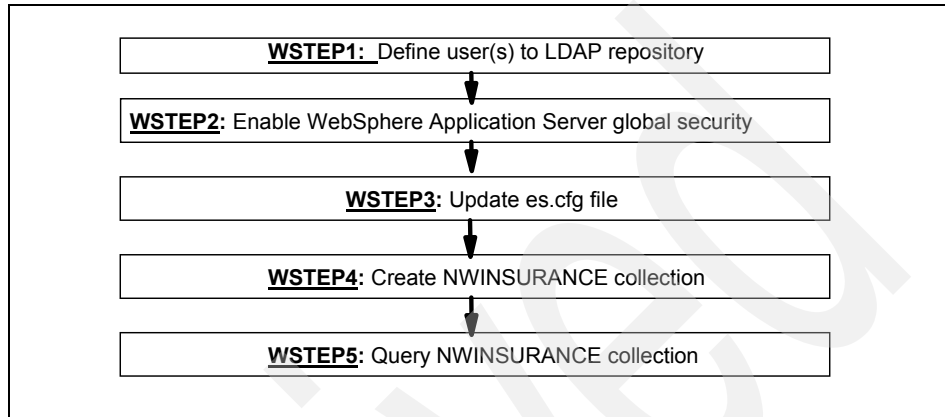 WSTEP1: Define user(s) to LDAP repository
WSTEP2: Enable WebSphere Application Server global security
WSTEP3: Update es.cfg file
WSTEP4: Create NWINSURANCE collection
WSTEP5: Query NWINSURANCE collection